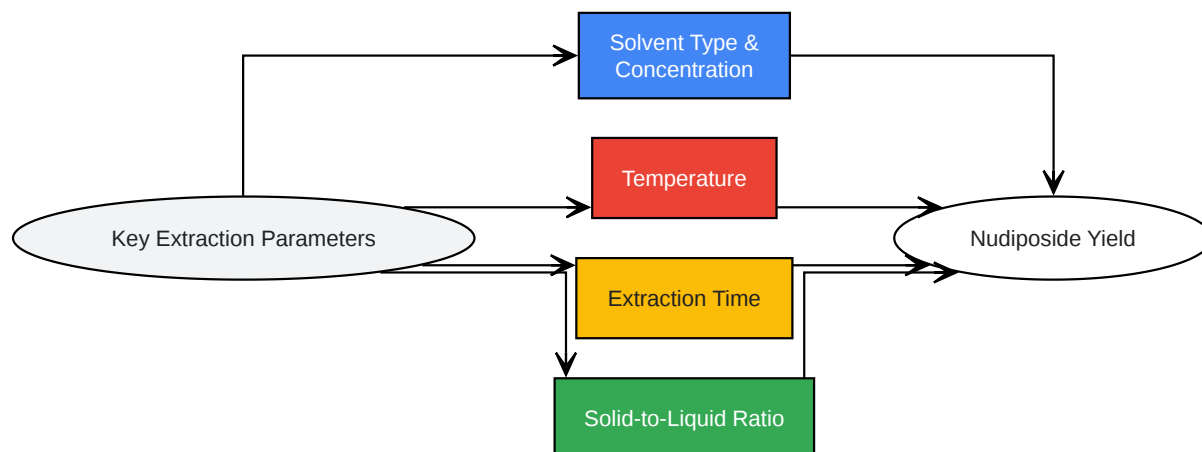 Solvent Type &
Concentration
Temperature
Key Extraction Parameters
Nudiposide Yield
Extraction Time
Solid-to-Liquid Ratio